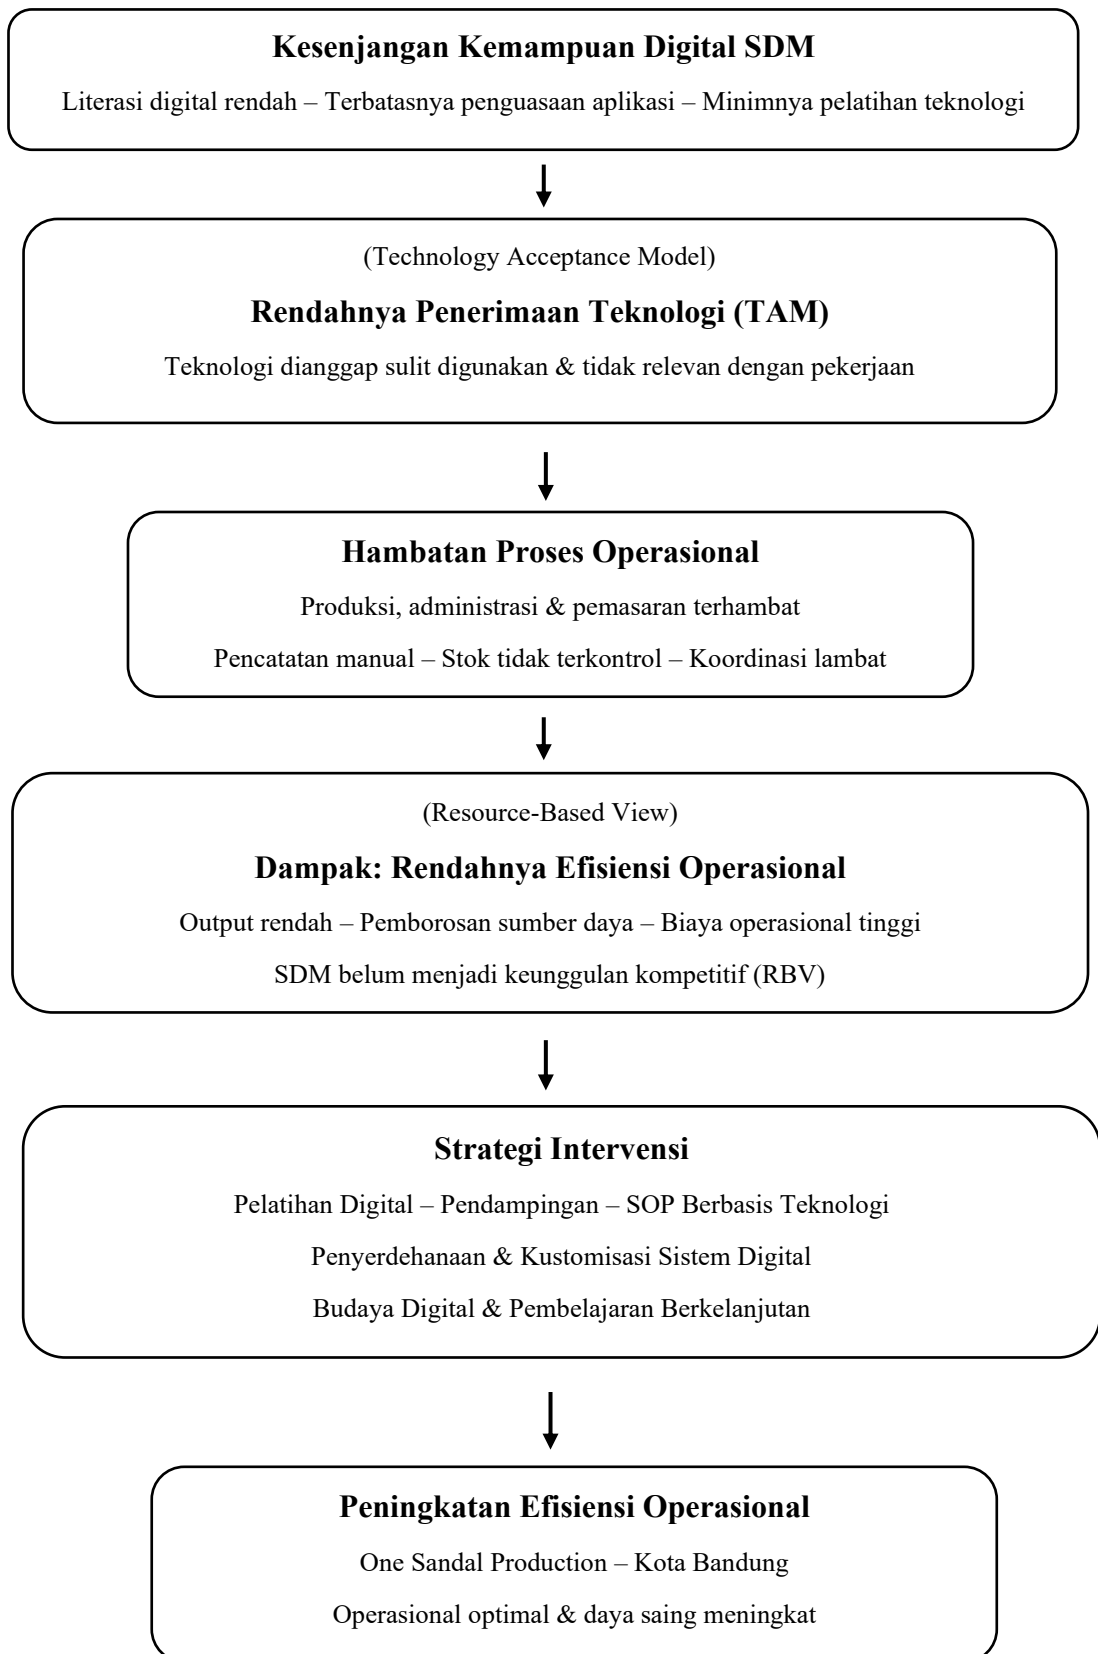 Kesenjangan Kemampuan Digital SDM
Literasi digital rendah – Terbatasnya penguasaan aplikasi – Minimnya pelatihan teknologi
(Technology Acceptance Model)
Rendahnya Penerimaan Teknologi (TAM)
Teknologi dianggap sulit digunakan & tidak relevan dengan pekerjaan
Hambatan Proses Operasional
Produksi, administrasi & pemasaran terhambat
Pencatatan manual – Stok tidak terkontrol – Koordinasi lambat
(Resource-Based View)
Dampak: Rendahnya Efisiensi Operasional
Output rendah – Pemborosan sumber daya – Biaya operasional tinggi
SDM belum menjadi keunggulan kompetitif (RBV)
Strategi Intervensi
Pelatihan Digital – Pendampingan – SOP Berbasis Teknologi
Penyerdehanaan & Kustomisasi Sistem Digital
Budaya Digital & Pembelajaran Berkelanjutan
Peningkatan Efisiensi Operasional
One Sandal Production – Kota Bandung
Operasional optimal & daya saing meningkat